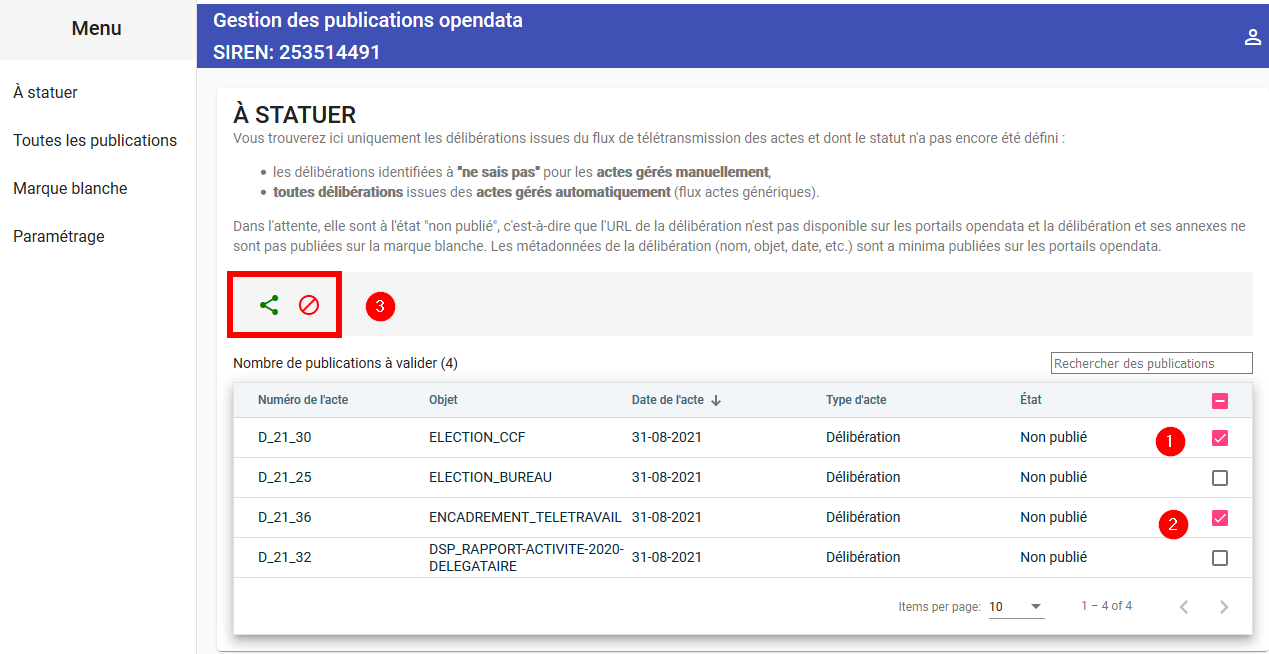 Menu
À statuer
Toutes les publications
Marque blanche
Paramétrage
Gestion des publications opendata
SIREN: 253514491
À STATUER
Vous trouverez ici uniquement les délibérations issues du flux de télétransmission des actes et dont le statut n'a pas encore été défini :
les délibérations identifiées à "ne sais pas" pour les actes gérés manuellement,
toutes délibérations issues des actes gérés automatiquement (flux actes génériques).
Dans l'attente, elle sont à l'état "non publié", c'est-à-dire que l'URL de la délibération n'est pas disponible sur les portails opendata et la délibération et ses annexes ne
sont pas publiées sur la marque blanche. Les métadonnées de la délibération (nom, objet, date, etc.) sont a minima publiées sur les portails opendata.
3
Nombre de publications à valider (4)
Rechercher des publications
Numéro de l'acte Objet Date de l'acte Type d'acte État
D_21_30 ELECTION_CCF 31-08-2021 Délibération Non publié 1
D_21_25 ELECTION_BUREAU 31-08-2021 Délibération Non publié
D_21_36 ENCADREMENT_TELETRAVAIL 31-08-2021 Délibération Non publié 2
D_21_32 DSP_RAPPORT-ACTIVITE-2020- 31-08-2021 Délibération Non publié
DELEGATAIRE
Items per page: 10 1 – 4 of 4